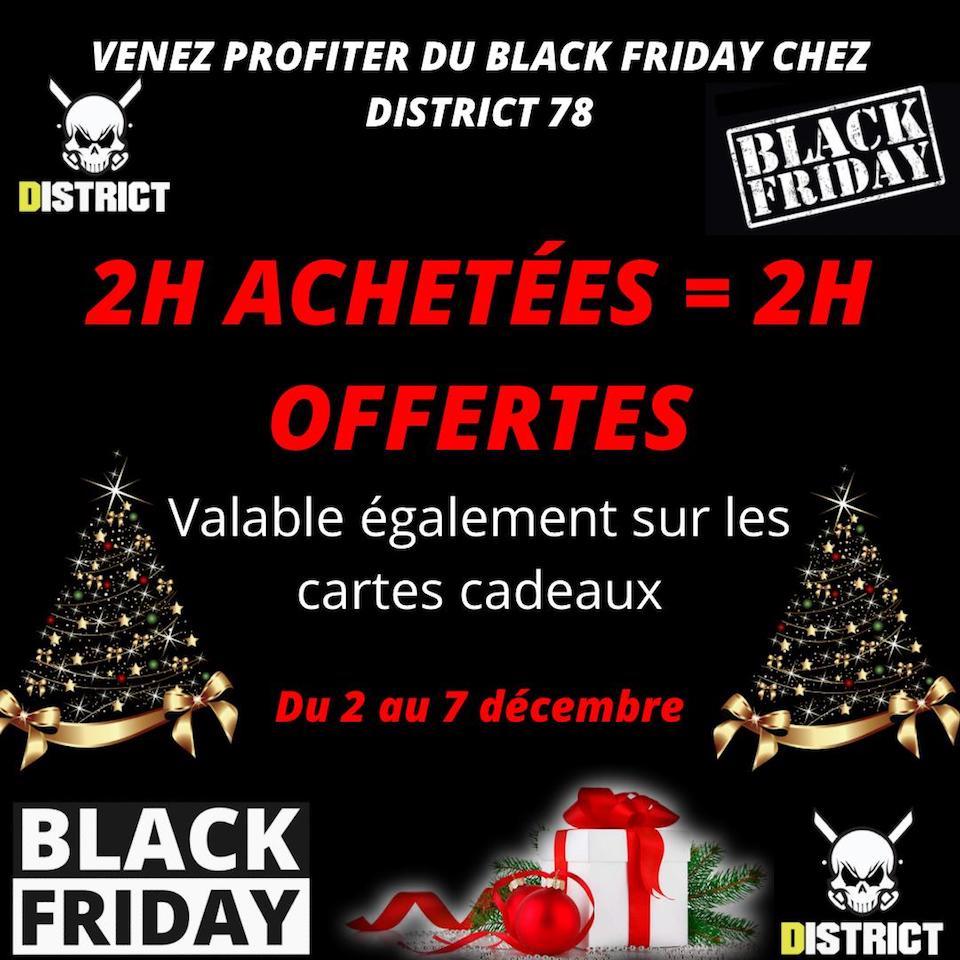 VENEZ PROFITER DU BLACK FRIDAY CHEZ
DISTRICT 78
DISTRICT
BLACK
FRIDAY
2H ACHETÉES = 2H
OFFERTES
Valable également sur les
cartes cadeaux
Du 2 au 7 décembre
BLACK
FRIDAY
DISTRICT